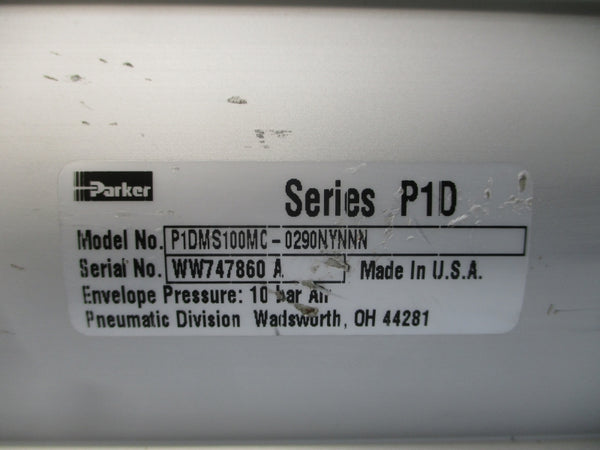 Parker
Series P1D
Model No. P1DMS100MC-0290NYNNN
Serial No. WW747860 A Made In U.S.A.
Envelope Pressure: 10 bar Air
Pneumatic Division Wadsworth, OH 44281